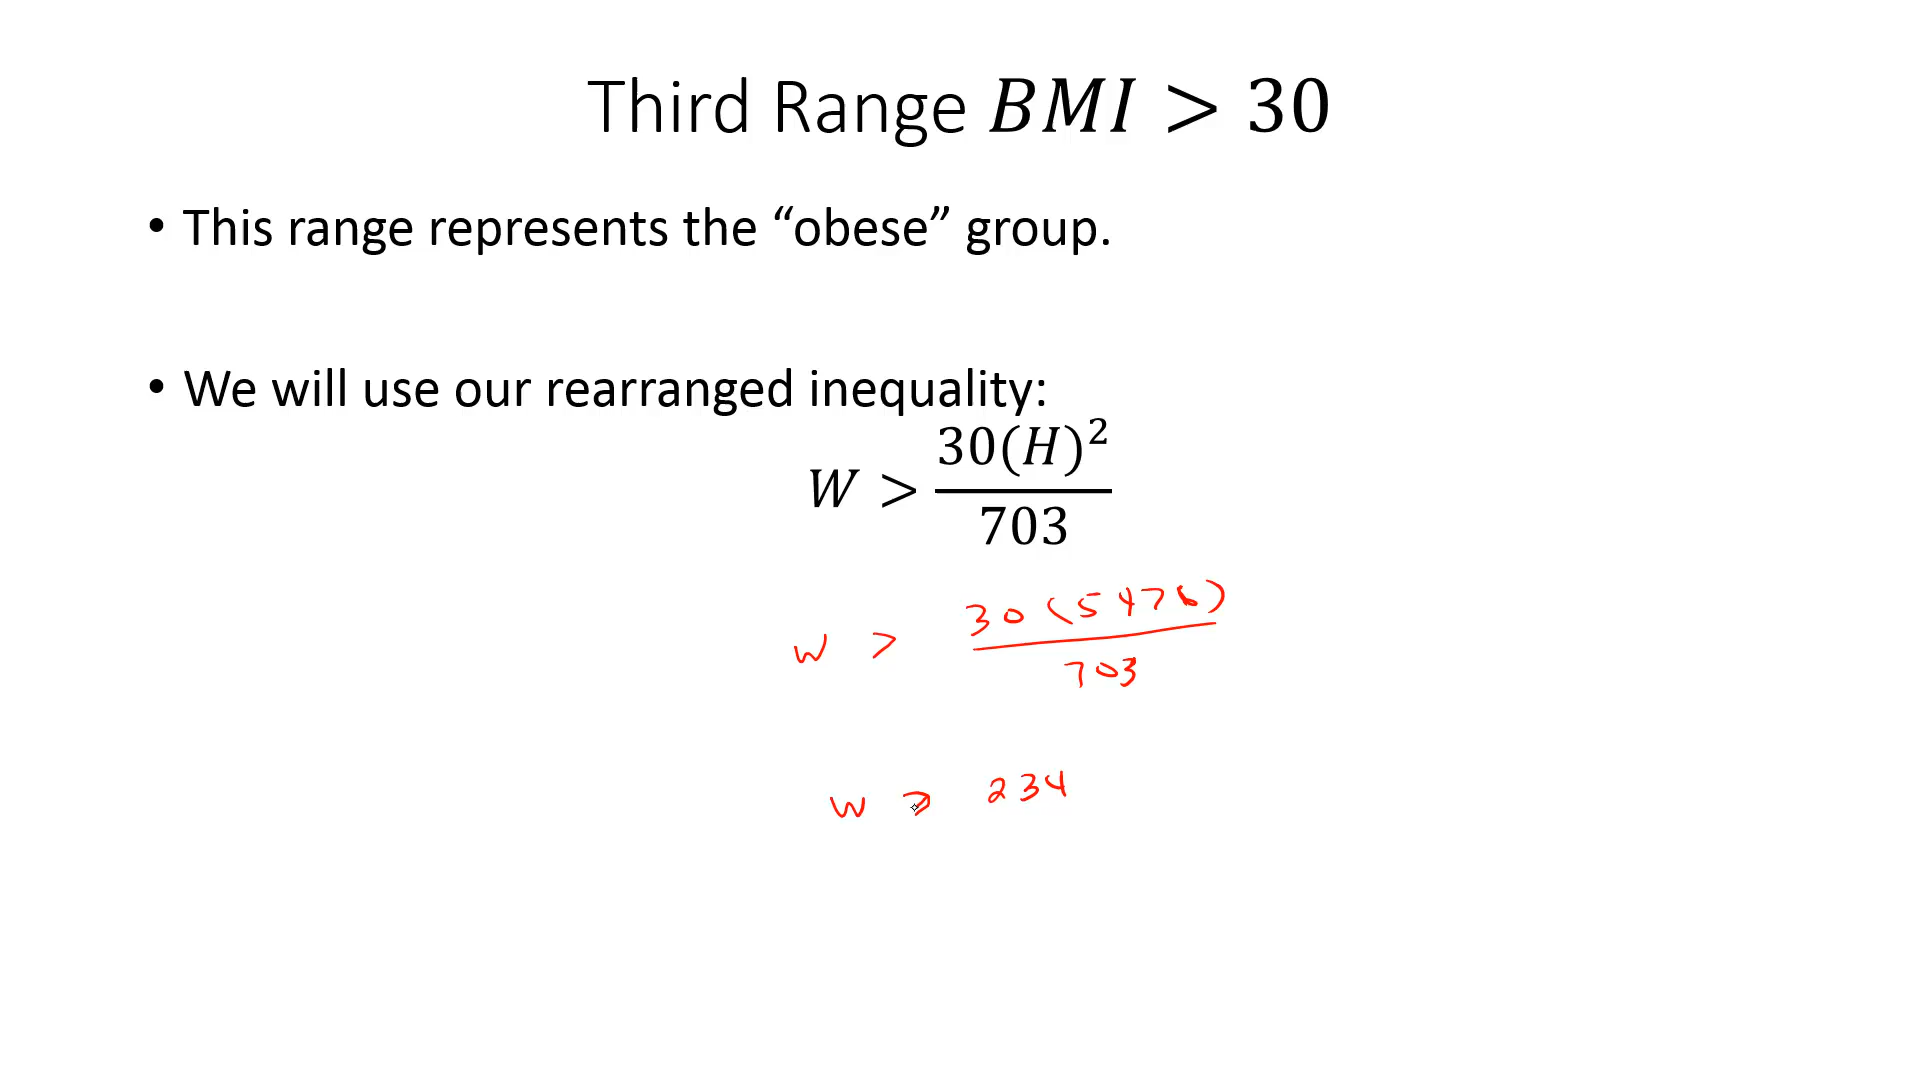 Third Range BMI > 30
• This range represents the “obese” group.
• We will use our rearranged inequality:
W > 30(H)² / 703
W > 30(5476) / 703
W > 234